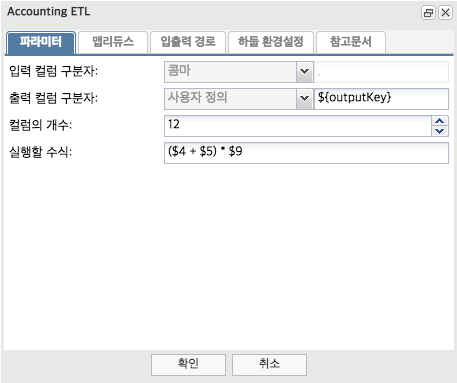 Accounting ETL
파라미터 맵리듀스 입출력 경로 하둡 환경설정 참고문서
입력 컬럼 구분자: 콤마 ,
출력 컬럼 구분자: 사용자 정의 ${outputKey}
컬럼의 개수: 12
실행할 수식: ($4 + $5) * $9
확인 취소